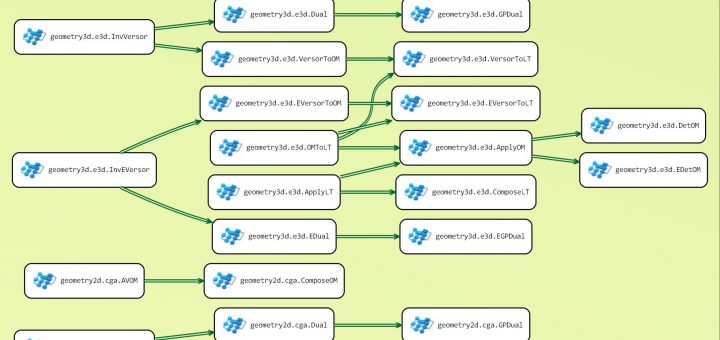 geometry3d.e3d.Dual
geometry3d.e3d.GPDual
geometry3d.e3d.InvVersor
geometry3d.e3d.VersorToOM
geometry3d.e3d.VersorToLT
geometry3d.e3d.EVersorToOM
geometry3d.e3d.EVersorToLT
geometry3d.e3d.DetOM
geometry3d.e3d.OMToLT
geometry3d.e3d.ApplyOM
geometry3d.e3d.InvEVersor
geometry3d.e3d.EDetOM
geometry3d.e3d.ApplyLT
geometry3d.e3d.ComposeLT
geometry3d.e3d.EDual
geometry3d.e3d.EGPDual
geometry2d.cga.AVOM
geometry2d.cga.ComposeOM
geometry2d.cga.Dual
geometry2d.cga.GPDual